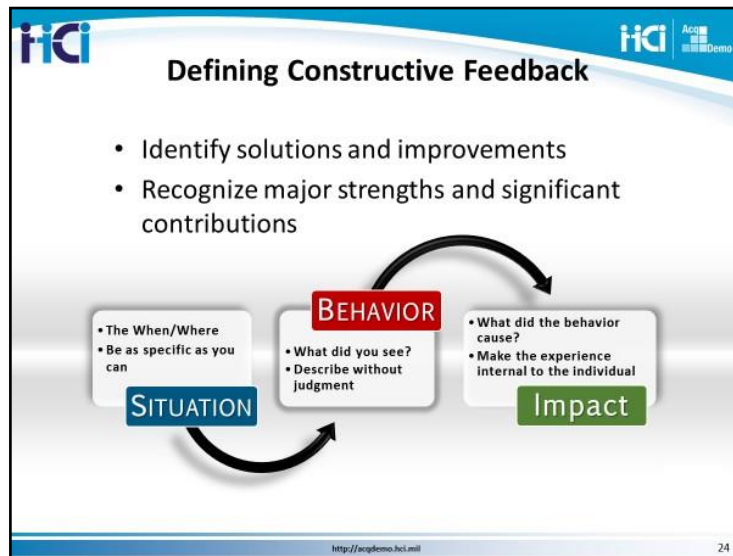 HCi
HCi Acq Demo
Defining Constructive Feedback
• Identify solutions and improvements
• Recognize major strengths and significant
contributions
• The When/Where
• Be as specific as you
can
SITUATION
BEHAVIOR
• What did you see?
• Describe without
judgment
• What did the behavior
cause?
• Make the experience
internal to the individual
Impact
http://acqdemo.hci.mil
24